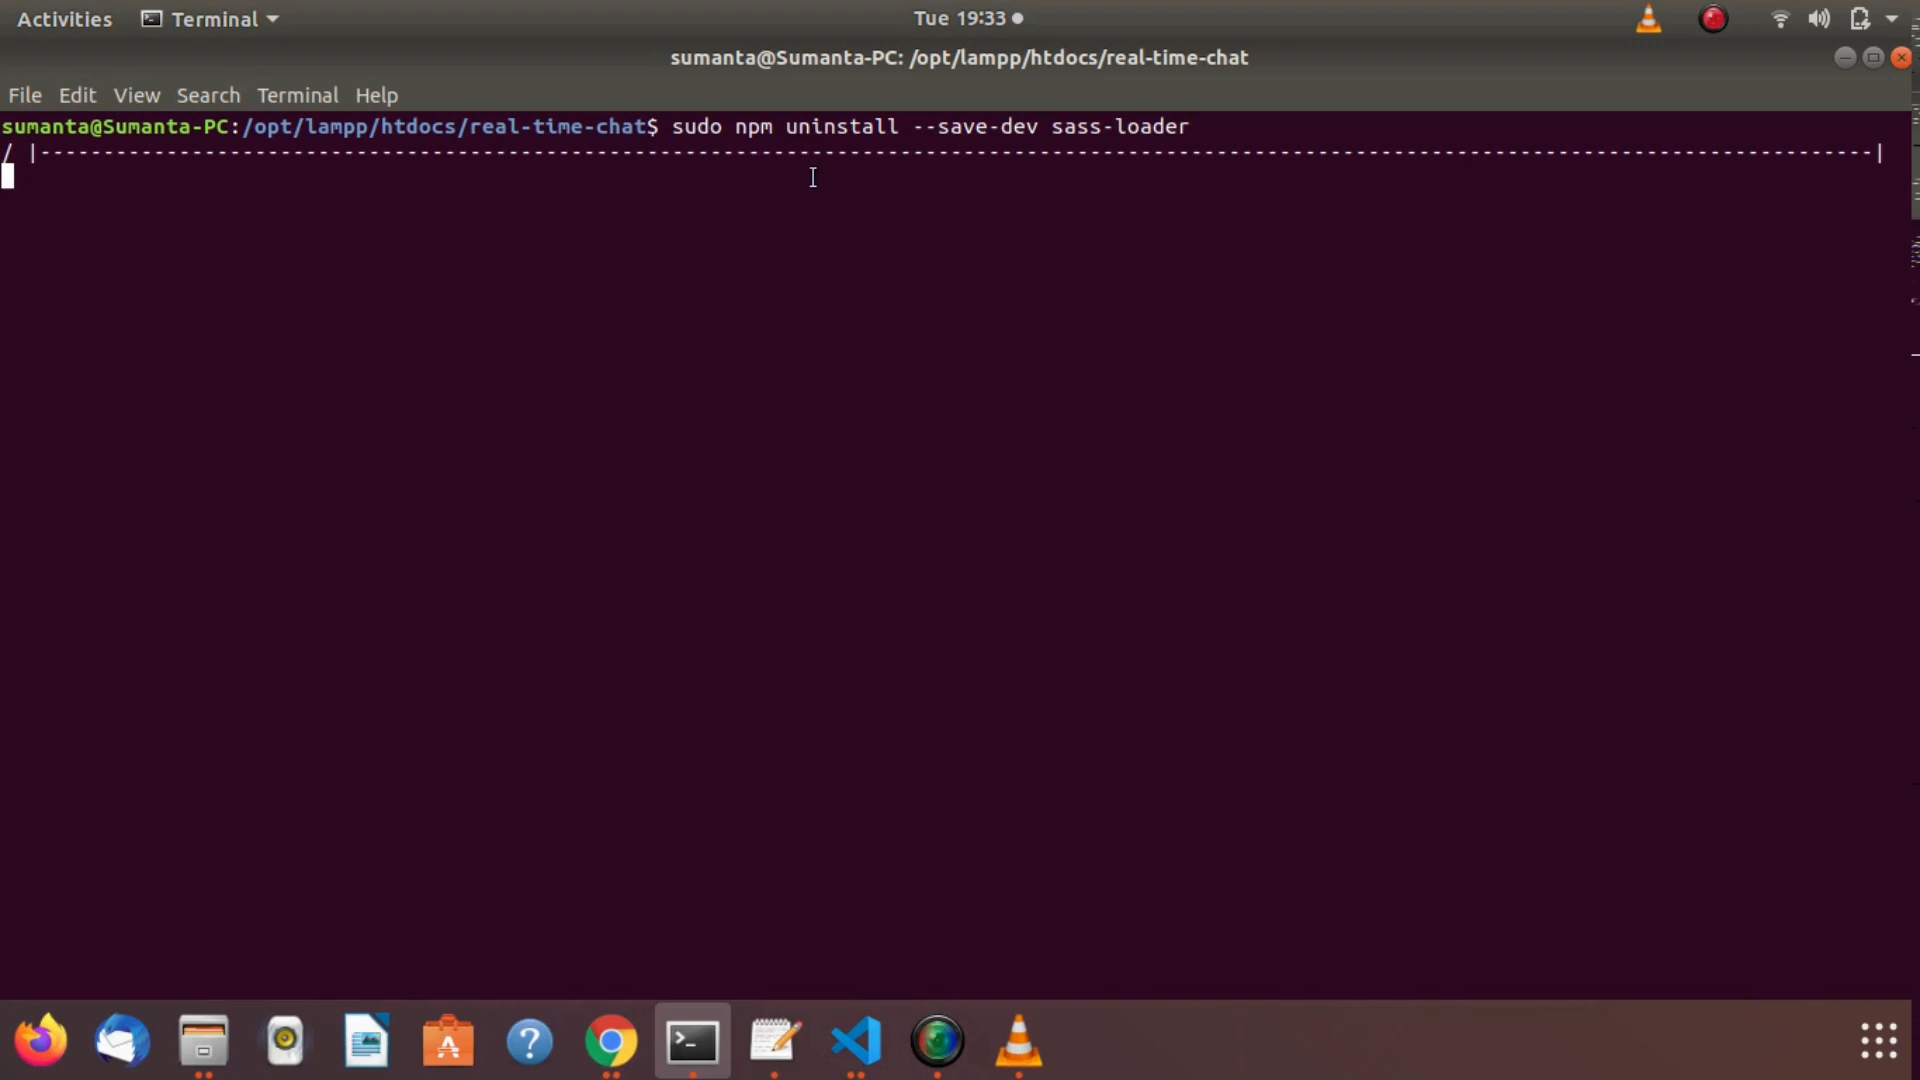 Activities Terminal Tue 19:33
sumanta@Sumanta-PC: /opt/lampp/htdocs/real-time-chat
File Edit View Search Terminal Help
sumanta@Sumanta-PC:/opt/lampp/htdocs/real-time-chat$ sudo npm uninstall --save-dev sass-loader
/ |-------------------------------------------------------------------------------------------------------------------------------------------------|